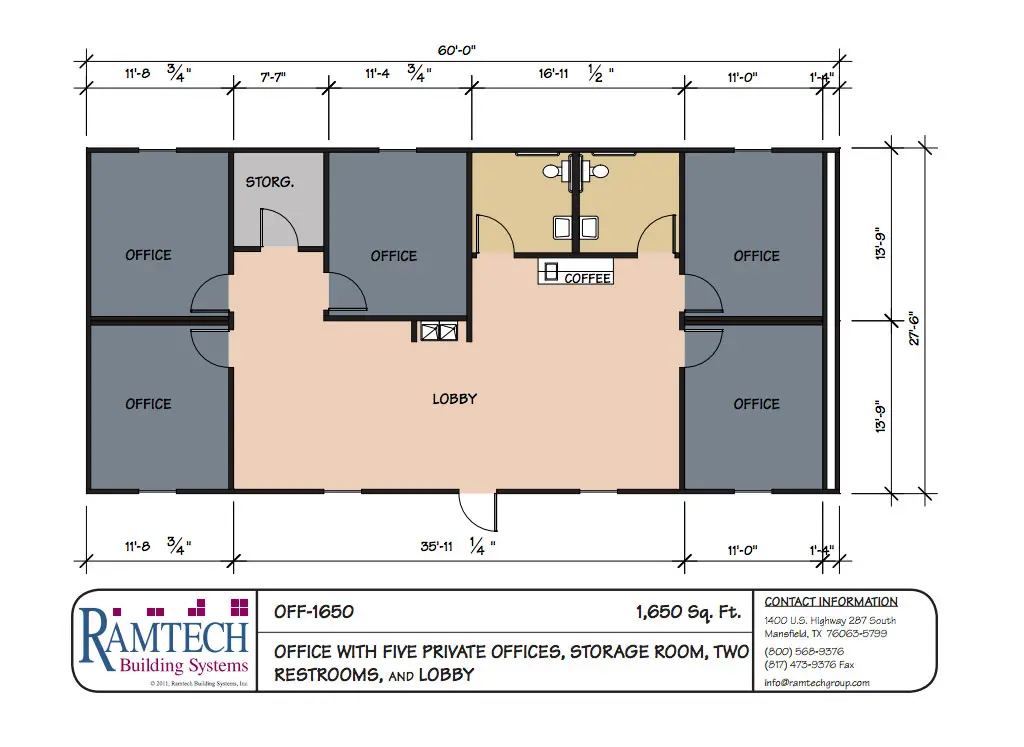 60'-0"
11'-8 3/4"
7'-7"
11'-4 3/4"
16'-11 1/2 "
11'-0"
1'-4"
STORG.
OFFICE
OFFICE
OFFICE
COFFEE
13'-9"
27'-6"
LOBBY
OFFICE
OFFICE
13'-9"
11'-8 3/4"
35'-11 1/4 "
11'-0"
1'-4"
RAMTECH
Building Systems
© 2011, Ramtech Building Systems, Inc.
OFF-1650
1,650 Sq. Ft.
OFFICE WITH FIVE PRIVATE OFFICES, STORAGE ROOM, TWO
RESTROOMS, AND LOBBY
CONTACT INFORMATION
1400 U.S. Highway 287 South
Mansfield, TX 76063-5799
(800) 568-9376
(817) 473-9376 Fax
info@ramtechgroup.com